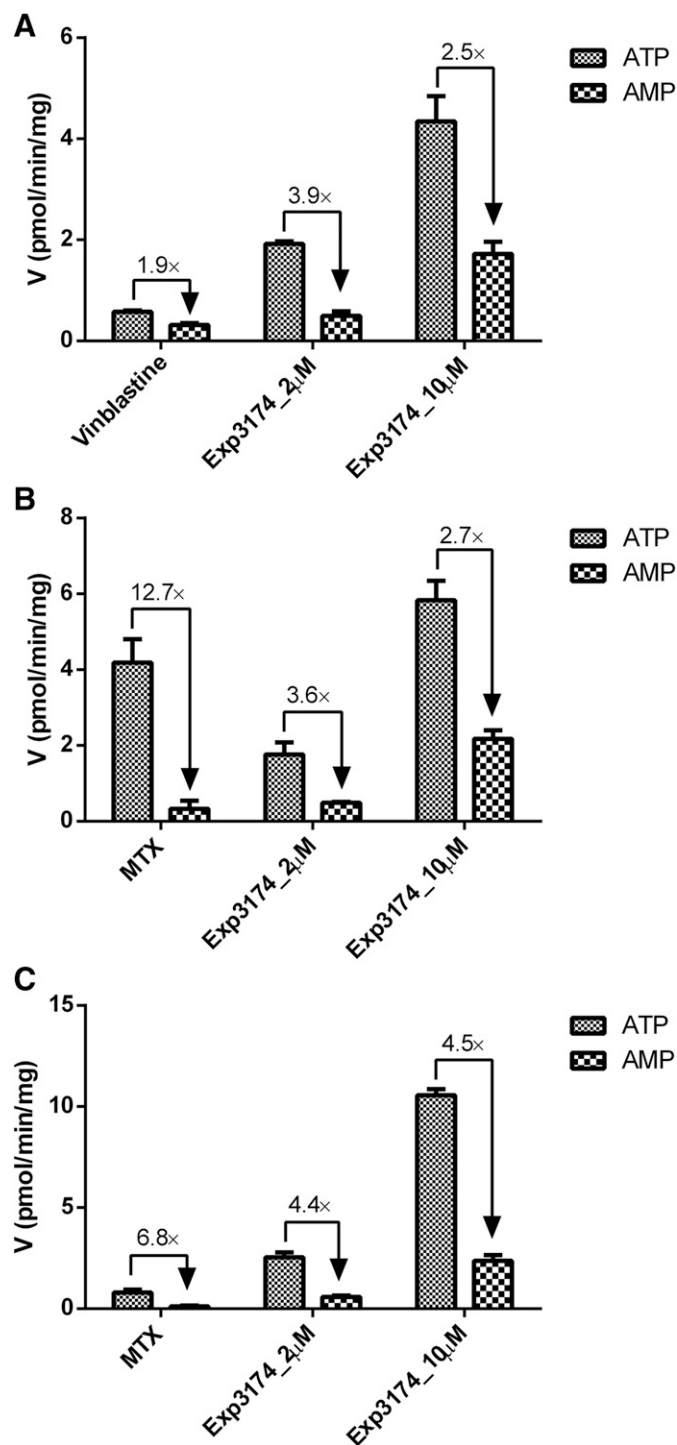 A
6
4
2
0
V (pmol/min/mg)
1.9×
3.9×
2.5×
ATP
AMP
Vinblastine
Exp3174_2μM
Exp3174_10μM
B
8
6
4
2
0
V (pmol/min/mg)
12.7×
3.6×
2.7×
ATP
AMP
MTX
Exp3174_2μM
Exp3174_10μM
C
15
10
5
0
V (pmol/min/mg)
6.8×
4.4×
4.5×
ATP
AMP
MTX
Exp3174_2μM
Exp3174_10μM